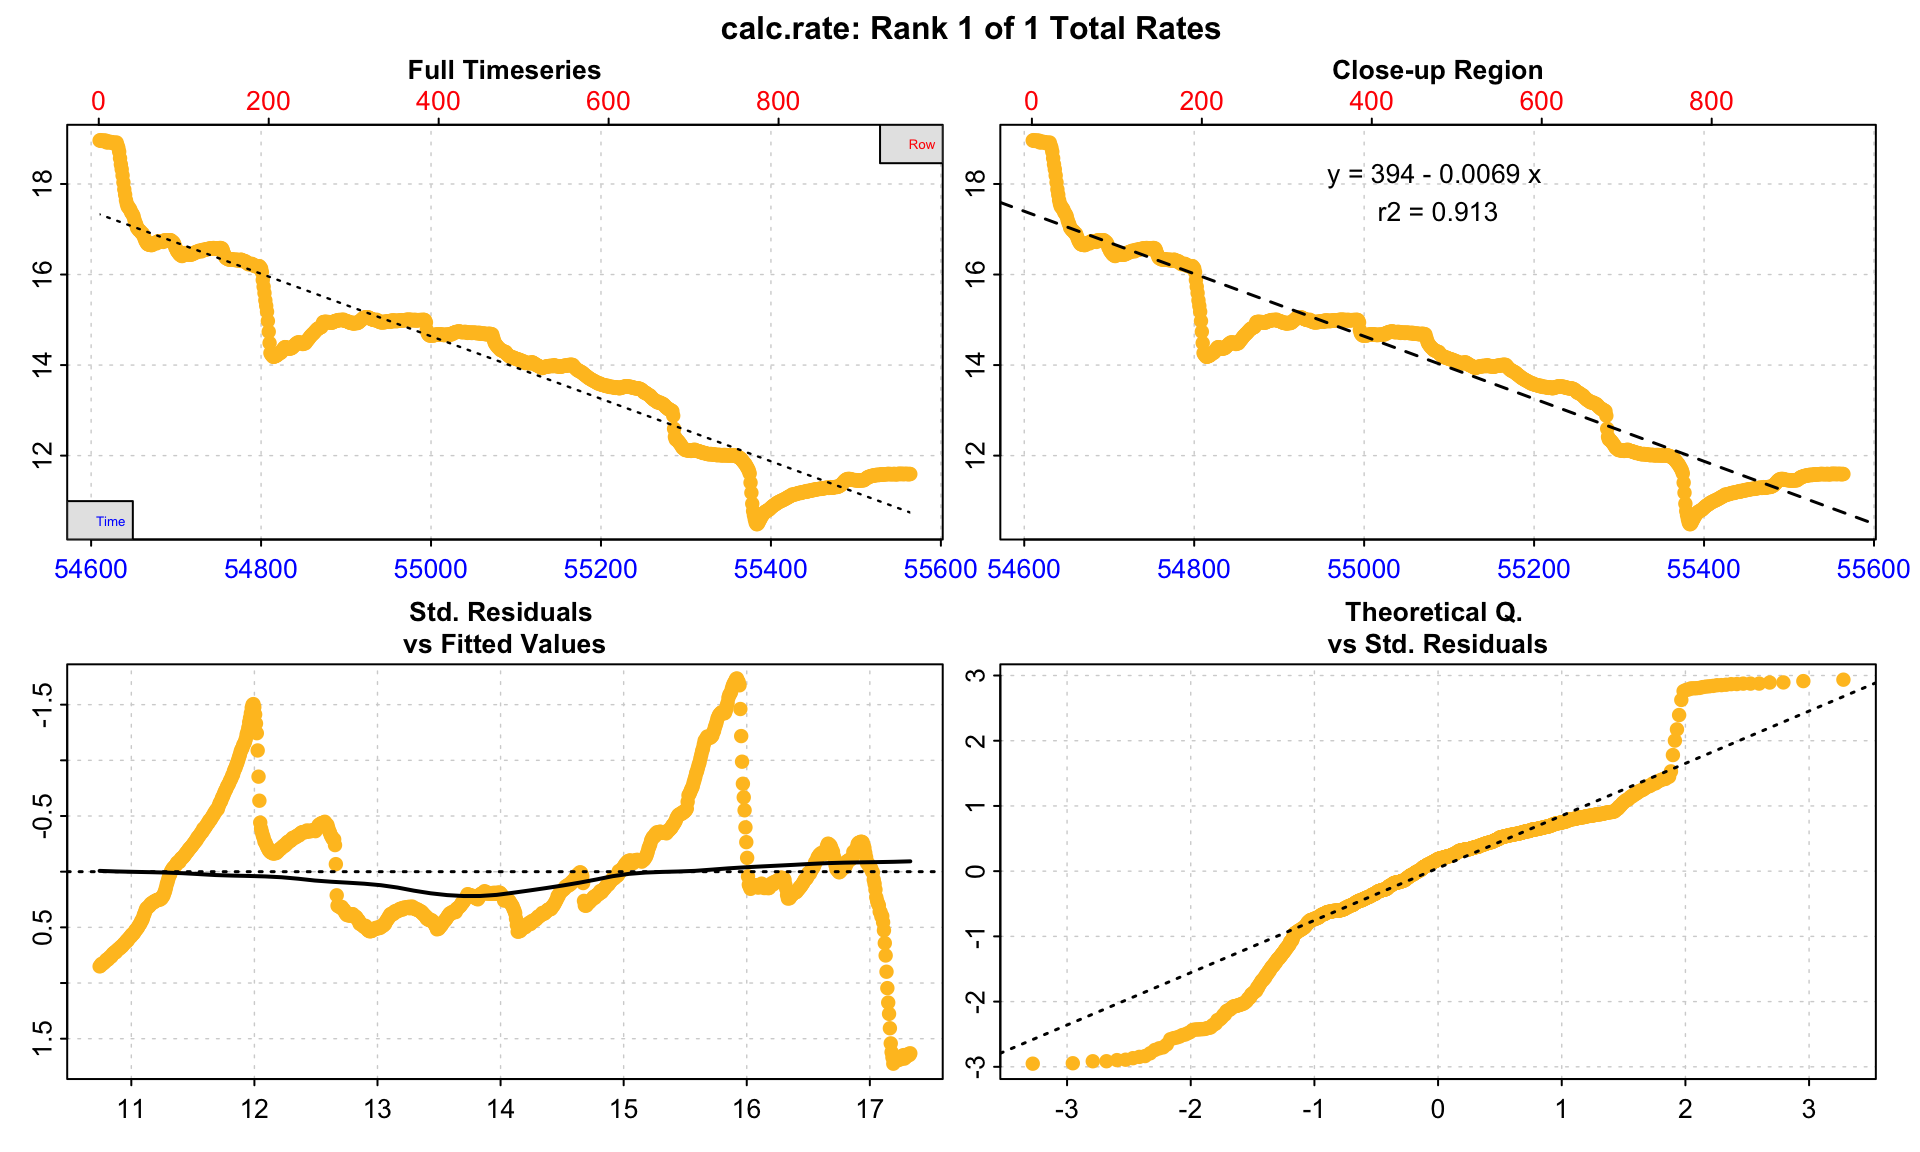 calc.rate: Rank 1 of 1 Total Rates
Full Timeseries
0 200 400 600 800
Row
18
16
14
12
Time
54600 54800 55000 55200 55400 55600
Close-up Region
0 200 400 600 800
y = 394 - 0.0069 x
r2 = 0.913
18
16
14
12
54600 54800 55000 55200 55400 55600
Std. Residuals
vs Fitted Values
-1.5
-0.5
0.5
1.5
11 12 13 14 15 16 17
Theoretical Q.
vs Std. Residuals
3
2
1
0
-1
-2
-3
-3 -2 -1 0 1 2 3